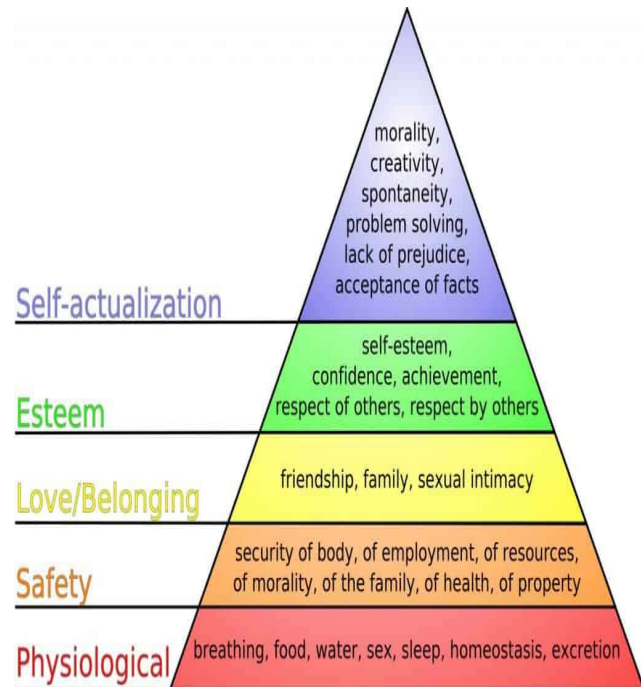 morality,
creativity,
spontaneity,
problem solving,
lack of prejudice,
acceptance of facts
Self-actualization
self-esteem,
confidence, achievement,
respect of others, respect by others
Esteem
friendship, family, sexual intimacy
Love/Belonging
security of body, of employment, of resources,
of morality, of the family, of health, of property
Safety
breathing, food, water, sex, sleep, homeostasis, excretion
Physiological